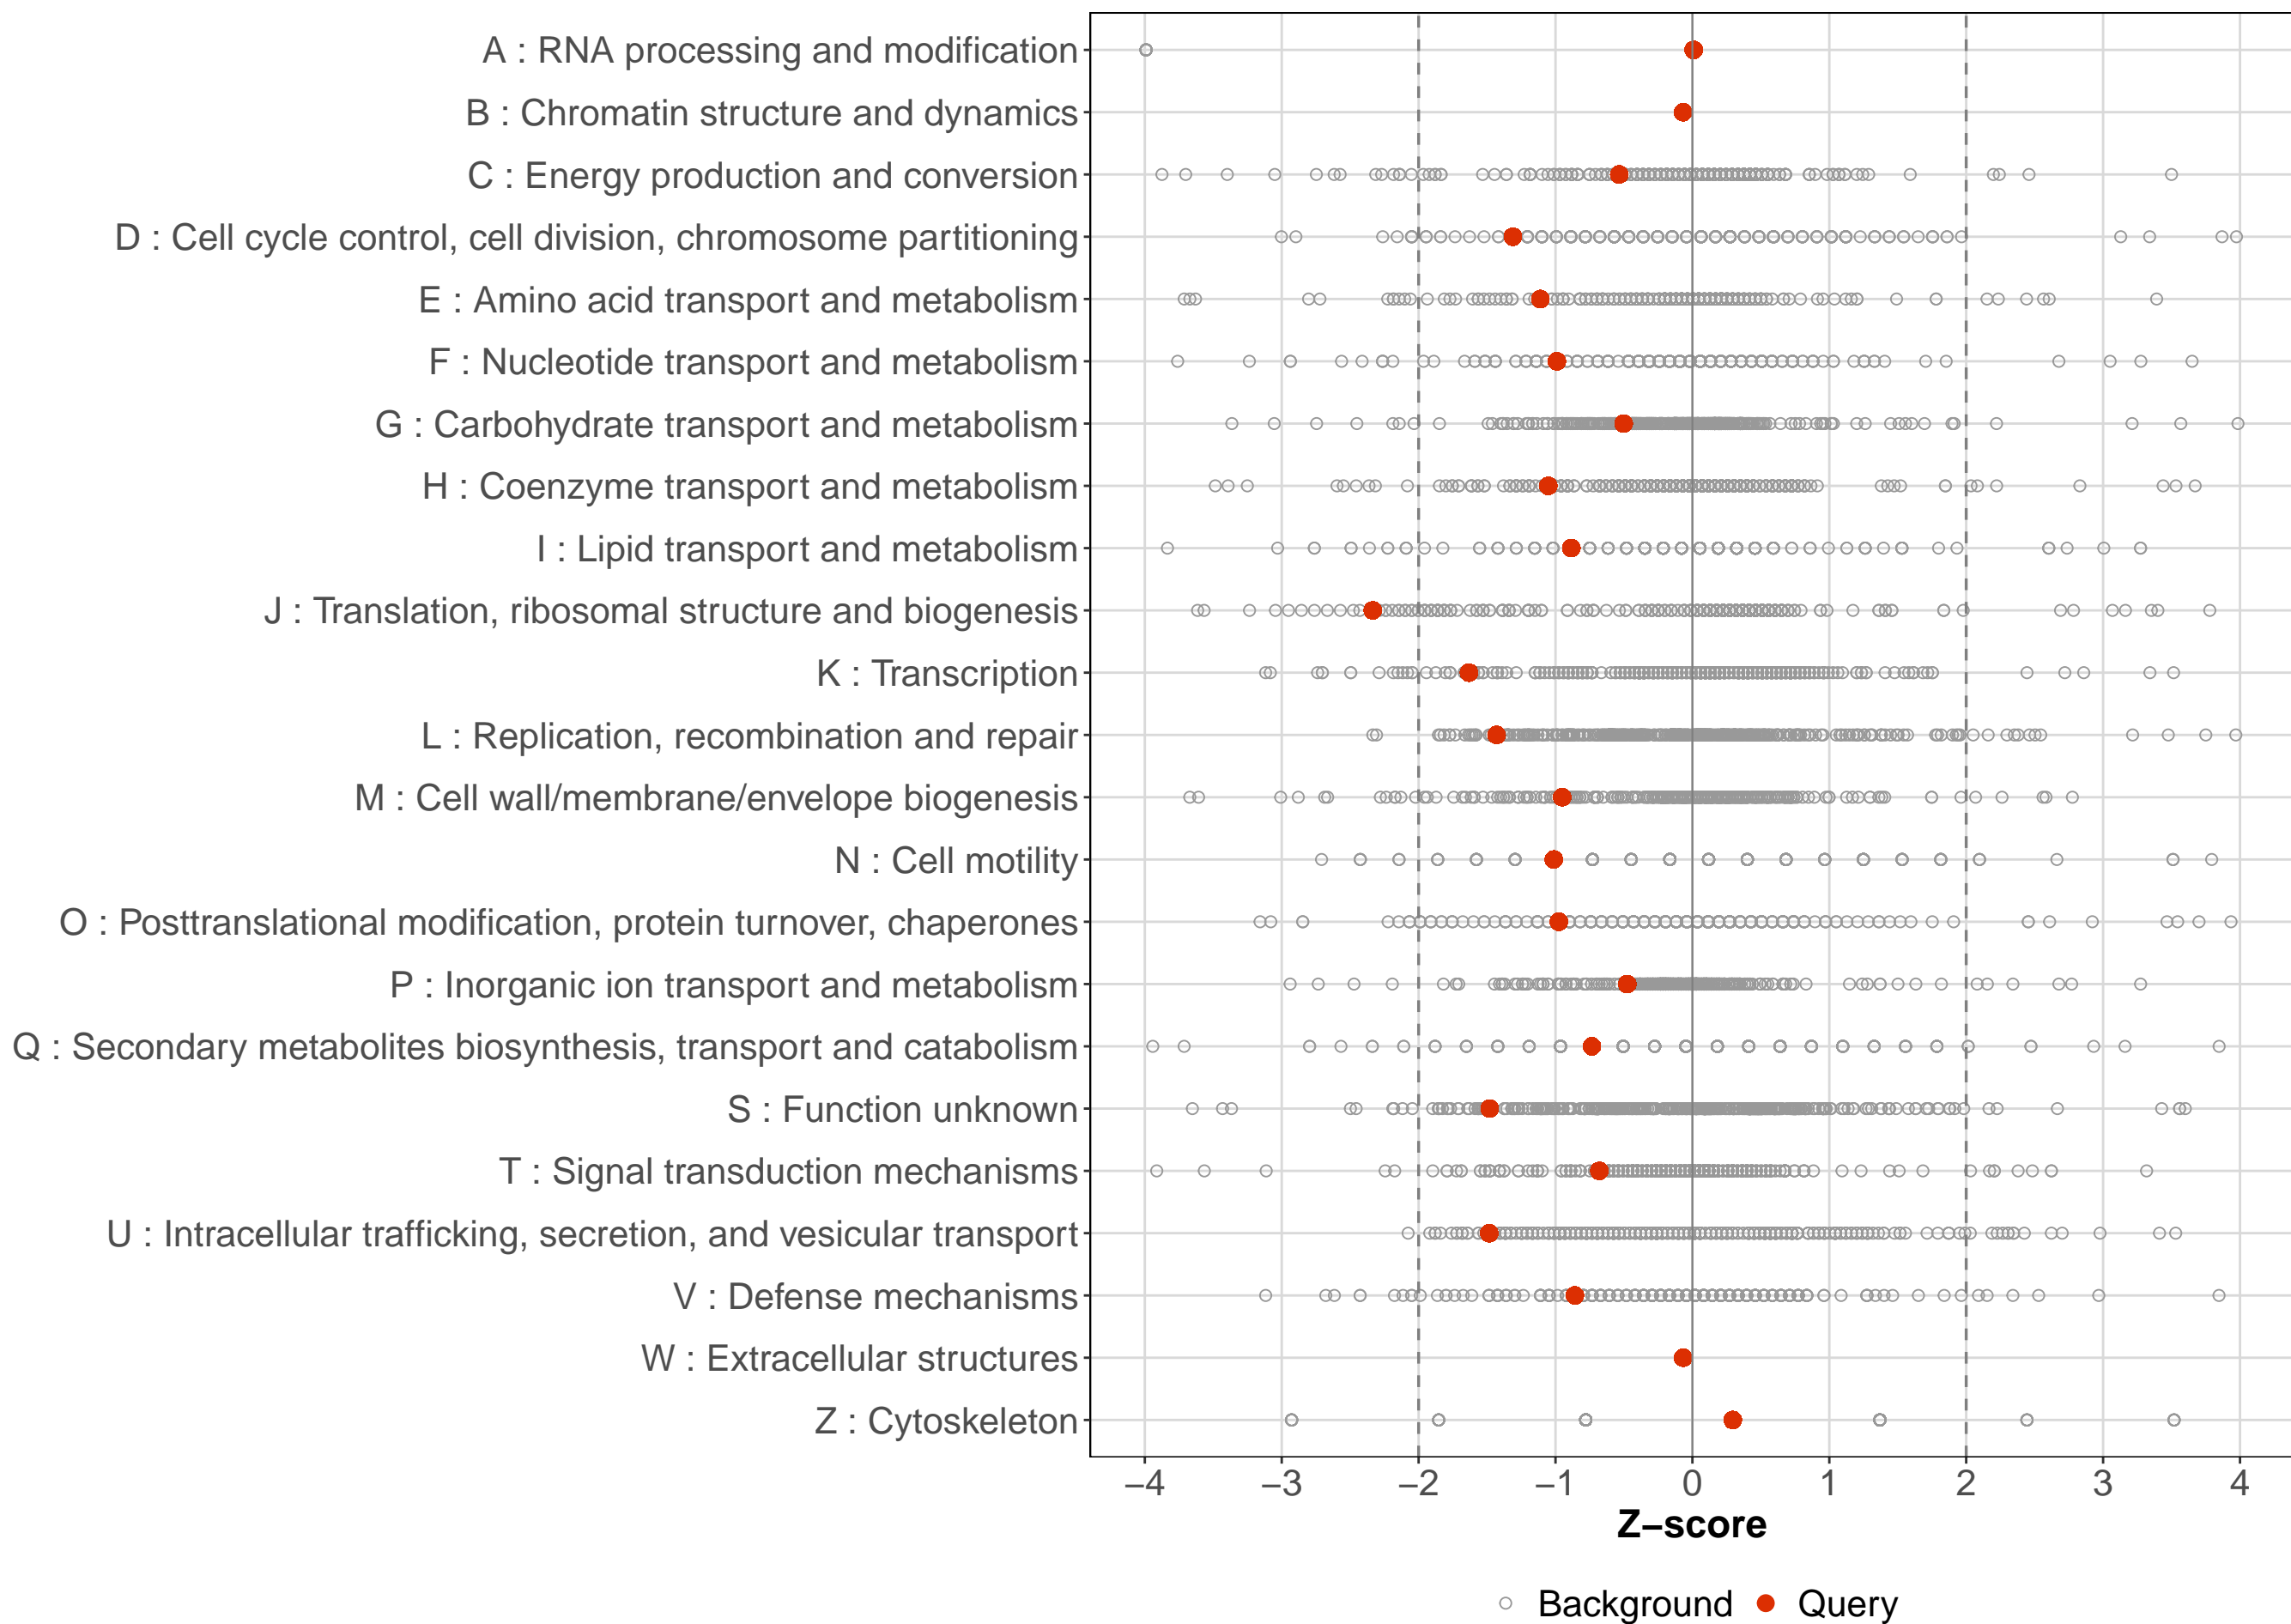 A : RNA processing and modification
B : Chromatin structure and dynamics
C : Energy production and conversion
D : Cell cycle control, cell division, chromosome partitioning
E : Amino acid transport and metabolism
F : Nucleotide transport and metabolism
G : Carbohydrate transport and metabolism
H : Coenzyme transport and metabolism
I : Lipid transport and metabolism
J : Translation, ribosomal structure and biogenesis
K : Transcription
L : Replication, recombination and repair
M : Cell wall/membrane/envelope biogenesis
N : Cell motility
O : Posttranslational modification, protein turnover, chaperones
P : Inorganic ion transport and metabolism
Q : Secondary metabolites biosynthesis, transport and catabolism
S : Function unknown
T : Signal transduction mechanisms
U : Intracellular trafficking, secretion, and vesicular transport
V : Defense mechanisms
W : Extracellular structures
Z : Cytoskeleton
−4 −3 −2 −1 0 1 2 3 4
Z−score
Background Query